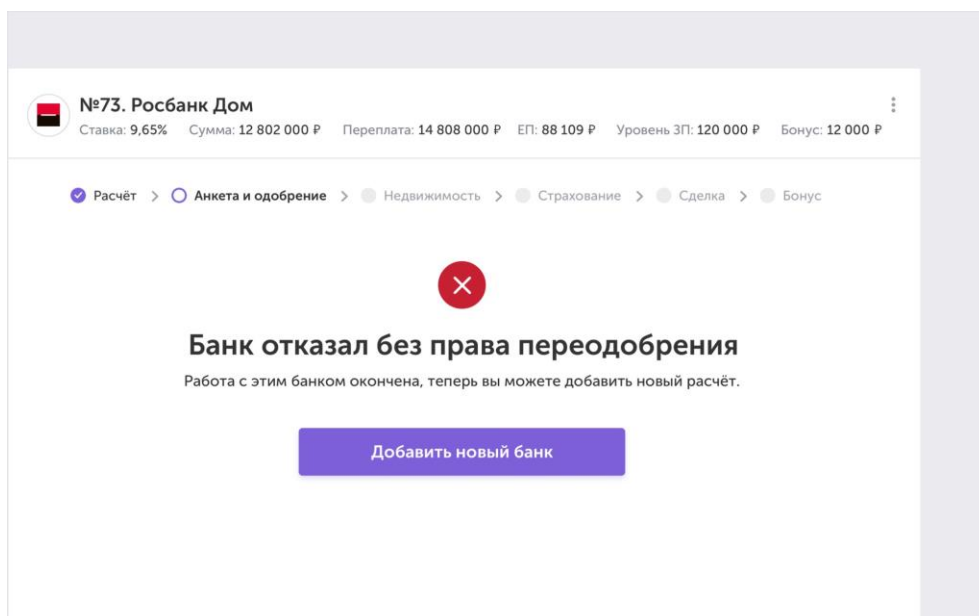 №73. Росбанк Дом
Ставка: 9,65% Сумма: 12 802 000 ₽ Переплата: 14 808 000 ₽ ЕП: 88 109 ₽ Уровень ЗП: 120 000 ₽ Бонус: 12 000 ₽
Расчёт > Анкета и одобрение > Недвижимость > Страхование > Сделка > Бонус
Банк отказал без права переодобрения
Работа с этим банком окончена, теперь вы можете добавить новый расчёт.
Добавить новый банк